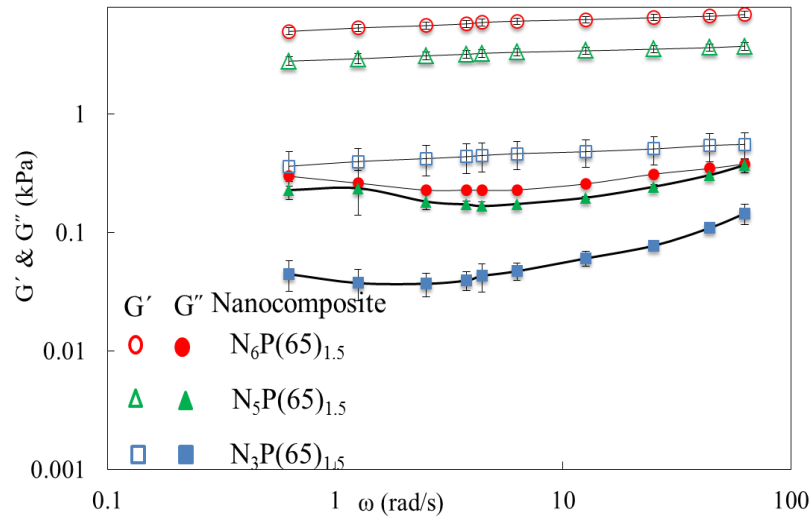 1
0.1
0.01
0.001
G′ & G″ (kPa)
G′ G″ Nanocomposite
N₆P(65)₁.₅
N₅P(65)₁.₅
N₃P(65)₁.₅
0.1 1 10 100
ω (rad/s)